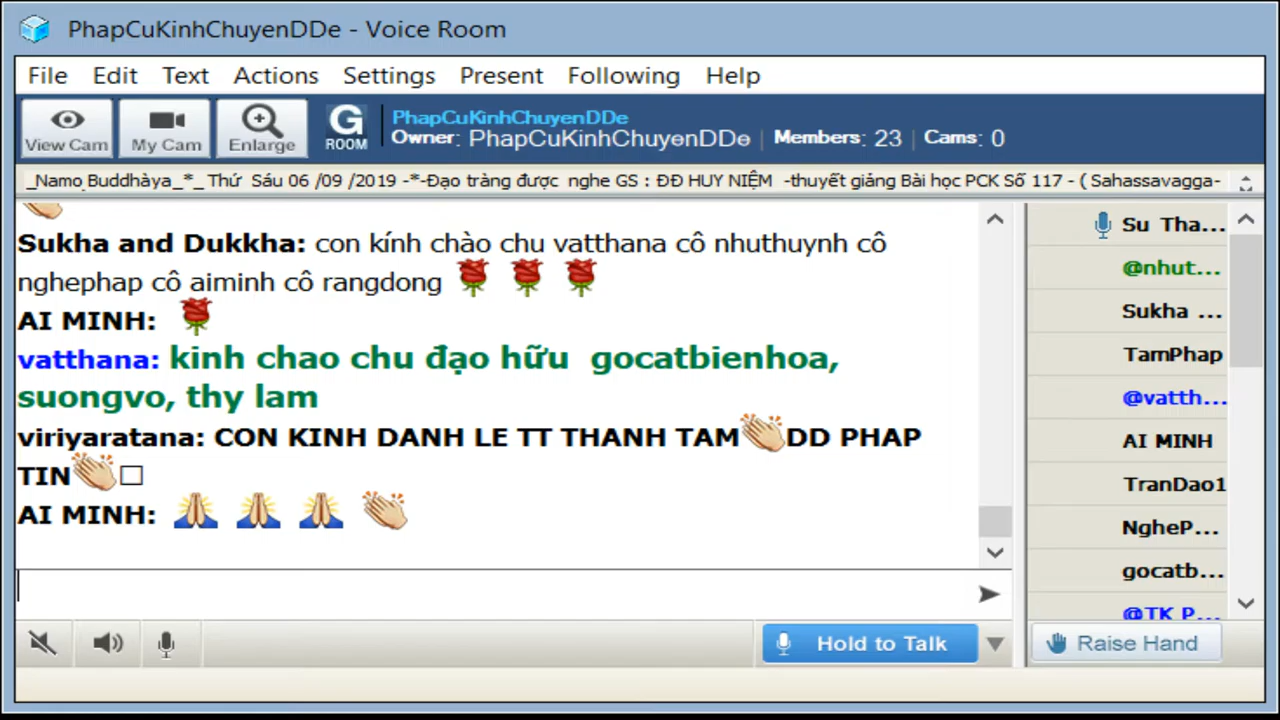 PhapCuKinhChuyenDDe - Voice Room
File Edit Text Actions Settings Present Following Help
View Cam My Cam Enlarge G ROOM
PhapCuKinhChuyenDDe
Owner: PhapCuKinhChuyenDDe | Members: 23 | Cams: 0
_Namo_Buddhàya_*_ Thứ Sáu 06 /09 /2019 -*-Đạo tràng được nghe GS : ĐĐ HUY NIỆM -thuyết giảng Bài học PCK Số 117 - ( Sahassavagga-
Sukha and Dukkha: con kính chào chu vatthana cô nhuthuynh cô
nghephap cô aiminh cô rangdong
AI MINH:
vatthana: kinh chao chu đạo hữu gocatbienhoa,
suongvo, thy lam
viriyaratana: CON KINH DANH LE TT THANH TAM DD PHAP
TIN
AI MINH:
Su Tha...
@nhut...
Sukha ...
TamPhap
@vatth...
AI MINH
TranDao1
NgheP...
gocatb...
@TK P...
Hold to Talk
Raise Hand